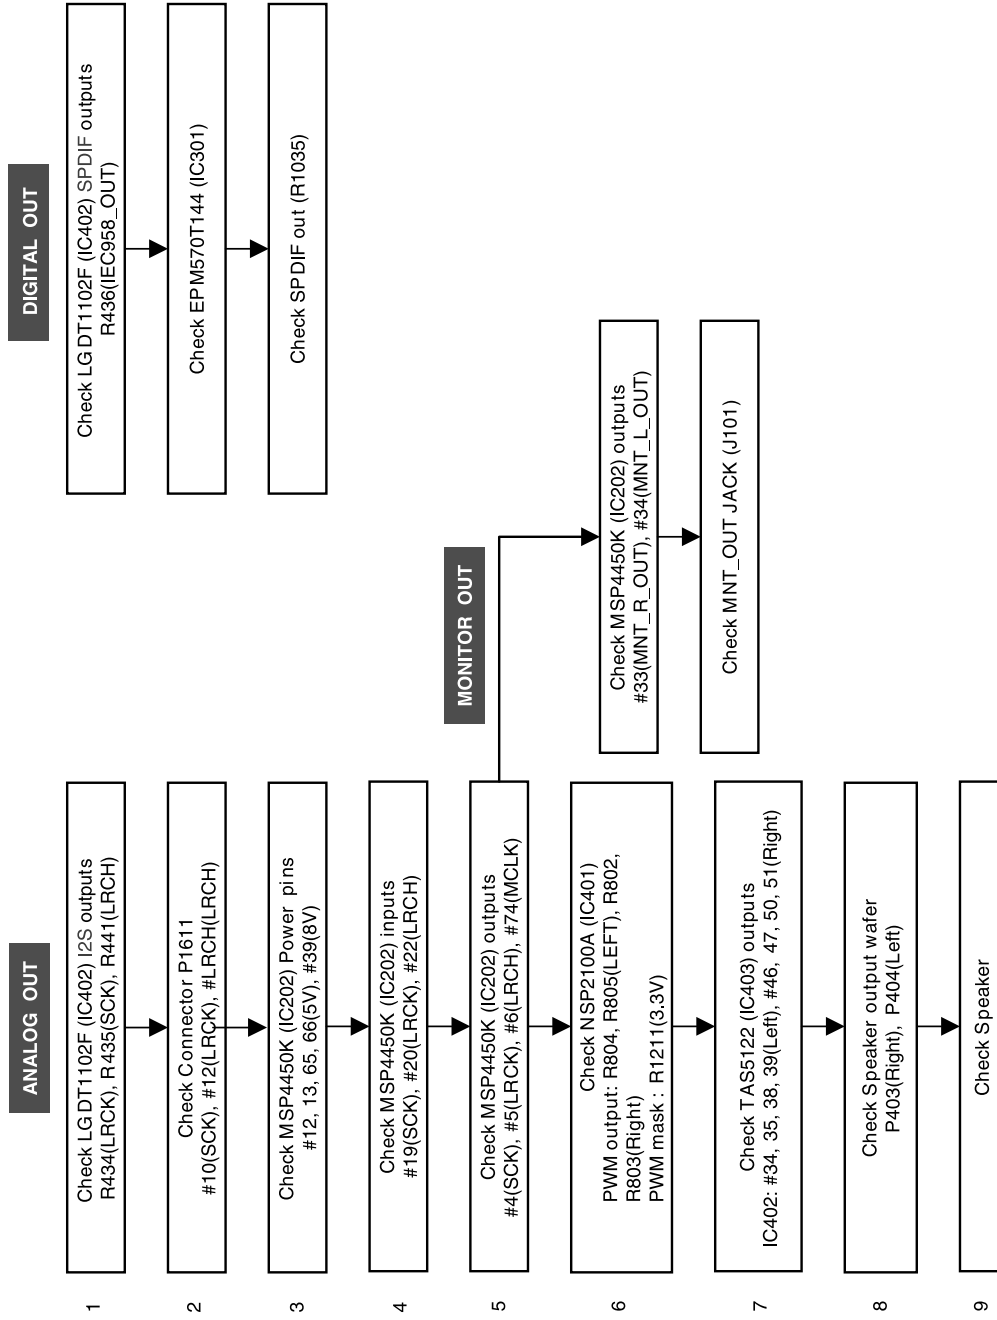 ANALOG OUT
1
Check LGDT1102F (IC402) I2S outputs
R434(LRCK), R435(SCK), R441(LRCH)
2
Check Connector P1611
#10(SCK), #12(LRCK), #LRCH(LRCH)
3
Check MSP4450K (IC202) Power pins
#12, 13, 65, 66(5V), #39(8V)
4
Check MSP4450K (IC202) inputs
#19(SCK), #20(LRCK), #22(LRCH)
5
Check MSP4450K (IC202) outputs
#4(SCK), #5(LRCK), #6(LRCH), #74(MCLK)
6
Check NSP2100A (IC401)
PWM output: R804, R805(LEFT), R802,
R803(Right)
PWM mask : R1211(3.3V)
7
Check TAS5122 (IC403) outputs
IC402: #34, 35, 38, 39(Left), #46, 47, 50, 51(Right)
8
Check Speaker output wafer
P403(Right), P404(Left)
9
Check Speaker
MONITOR OUT
Check MSP4450K (IC202) outputs
#33(MNT_R_OUT), #34(MNT_L_OUT)
Check MNT_OUT JACK (J101)
DIGITAL OUT
Check LGDT1102F (IC402) SPDIF outputs
R436(IEC958_OUT)
Check EPM570T144 (IC301)
Check SPDIF out (R1035)